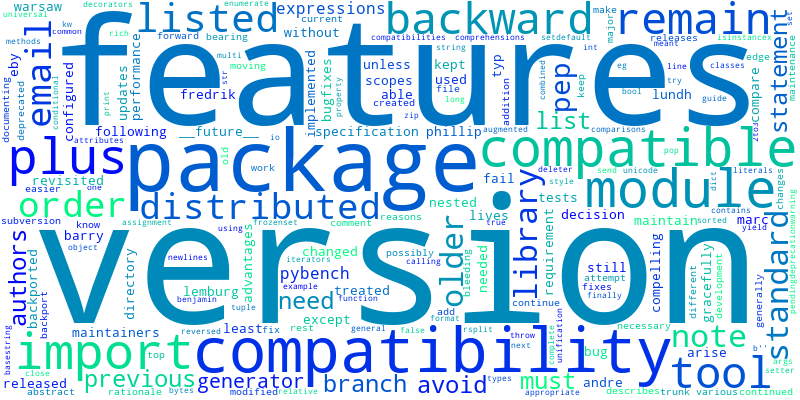 features
version
package
compatibility
compatible
backward
remain
module
distributed
import
plus
tool
listed
email
pep
statement
standard
order
authors
library
older
list
note
must
avoid
branch
generator
previous
need
expressions
warsaw
decorators
enumerate
universal
kw
common
rich
current
forward
bearing
without
compatibilities
comprehensions
setdefault
make
major
releases
isinstancex
set
methods
deprecated
documenting
eby
configured
conditional
updates
performance
moving
multi
string
unless
kept
typ
int
edge
maintenance
fredrik
str
property
implemented
bugfixes
scopes
used
able
file
created
long
addition
eg
line
meant
try
classes
bool
guide
combined
keep
lundh
compare
print
zip
following
__future__
specification
phillip
augmented
comparisons
2to3
attributes
io
old
work
nested
fail
tests
deleter
send
unicode
pop
dict
literals
revisited
easier
one
style
contains
changes
subversion
know
assignment
frozenset
comment
reasons
lives
true
decision
maintain
sorted
marc
yield
barry
object
using
advantages
iterators
changed
possibly
calling
bleeding
needed
requirement
still
attempt
fixes
finally
compelling
different
gracefully
development
generally
pendingdeprecationwarning
backported
backport
newlines
example
benjamin
directory
lemburg
tuple
function
pybench
treated
continue
add
format
except
maintainers
reversed
least
fix
rest
general
false
rsplit
necessary
basestring
top
throw
next
complete
unification
bug
arise
b''
close
released
abstract
rationale
bytes
modified
relative
types
appropriate
andre
describes
trunk
various
continued
args
setter